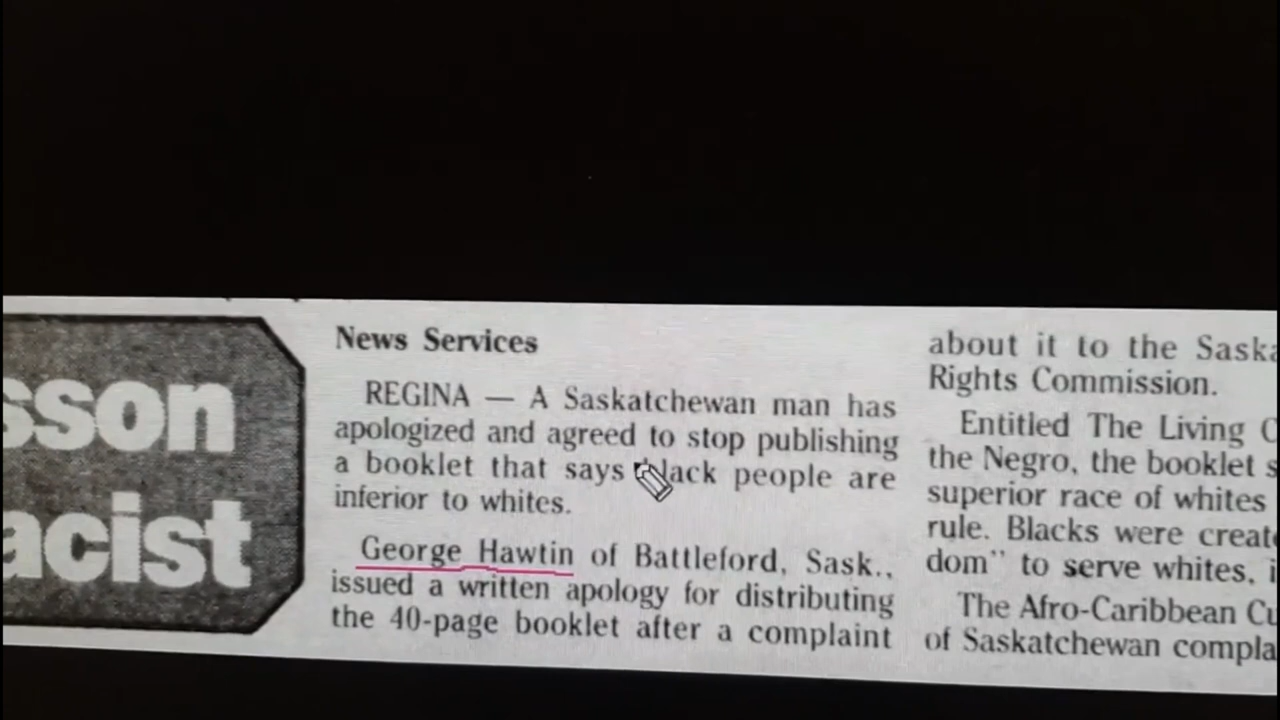 sson
acist
News Services
REGINA — A Saskatchewan man has
apologized and agreed to stop publishing
a booklet that says black people are
inferior to whites.
George Hawtin of Battleford, Sask.,
issued a written apology for distributing
the 40-page booklet after a complaint
about it to the Saska
Rights Commission.
Entitled The Living C
the Negro, the booklet s
superior race of whites
rule. Blacks were creat
dom" to serve whites, i
The Afro-Caribbean Cu
of Saskatchewan compla